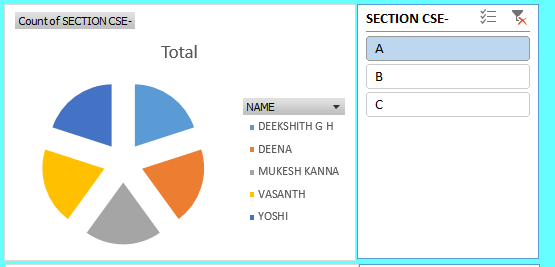 Count of SECTION CSE-
Total
NAME
DEEKSHITH G H
DEENA
MUKESH KANNA
VASANTH
YOSHI
SECTION CSE-
A
B
C